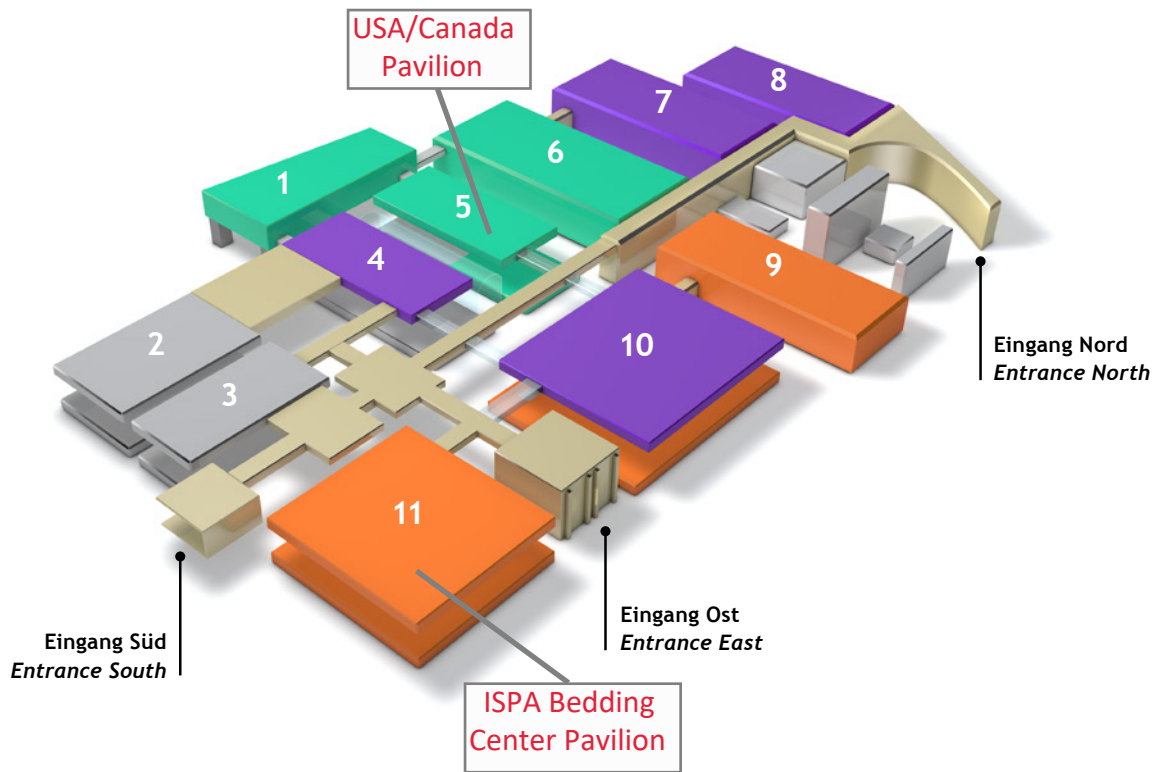 USA/Canada
Pavilion
8
7
6
1
5
4
9
2
10
3
Eingang Nord
Entrance North
11
Eingang Ost
Entrance East
Eingang Süd
Entrance South
ISPA Bedding
Center Pavilion